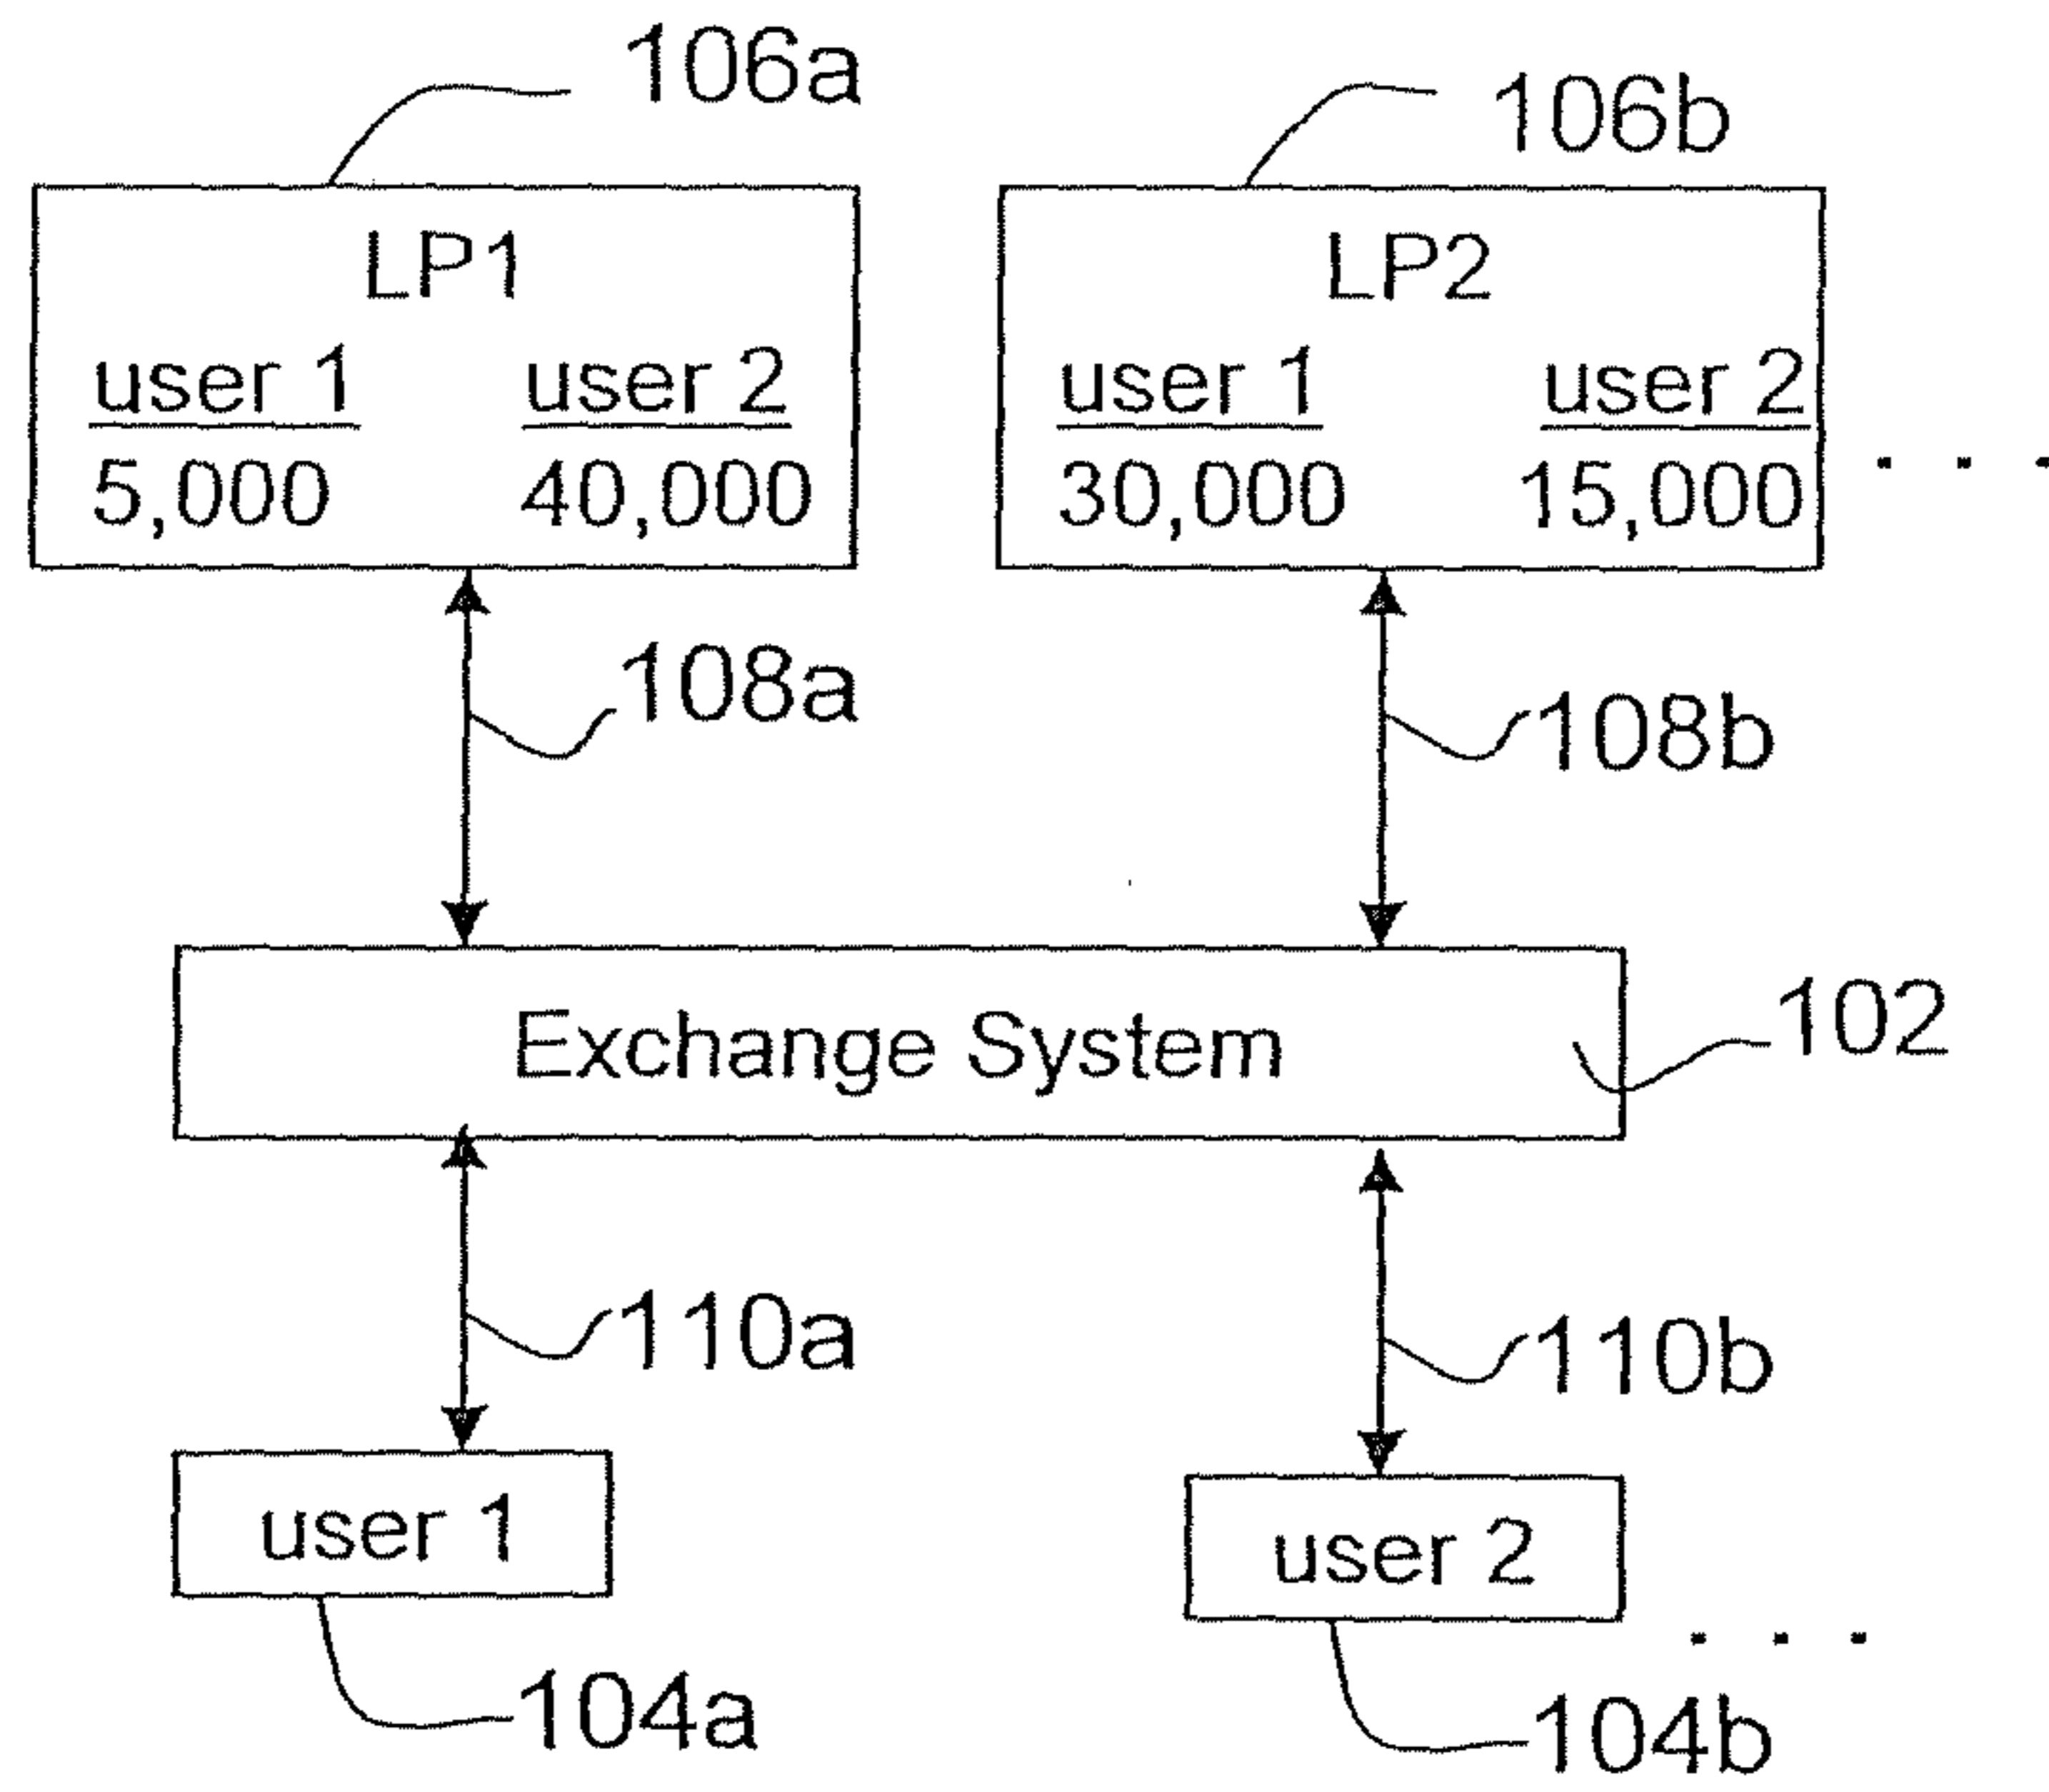 106a
106b
LP1
LP2
user 1 user 2
user 1 user 2
5,000 40,000
30,000 15,000
. . .
108a
108b
Exchange System
102
110a
110b
user 1
user 2
. . .
104a
104b